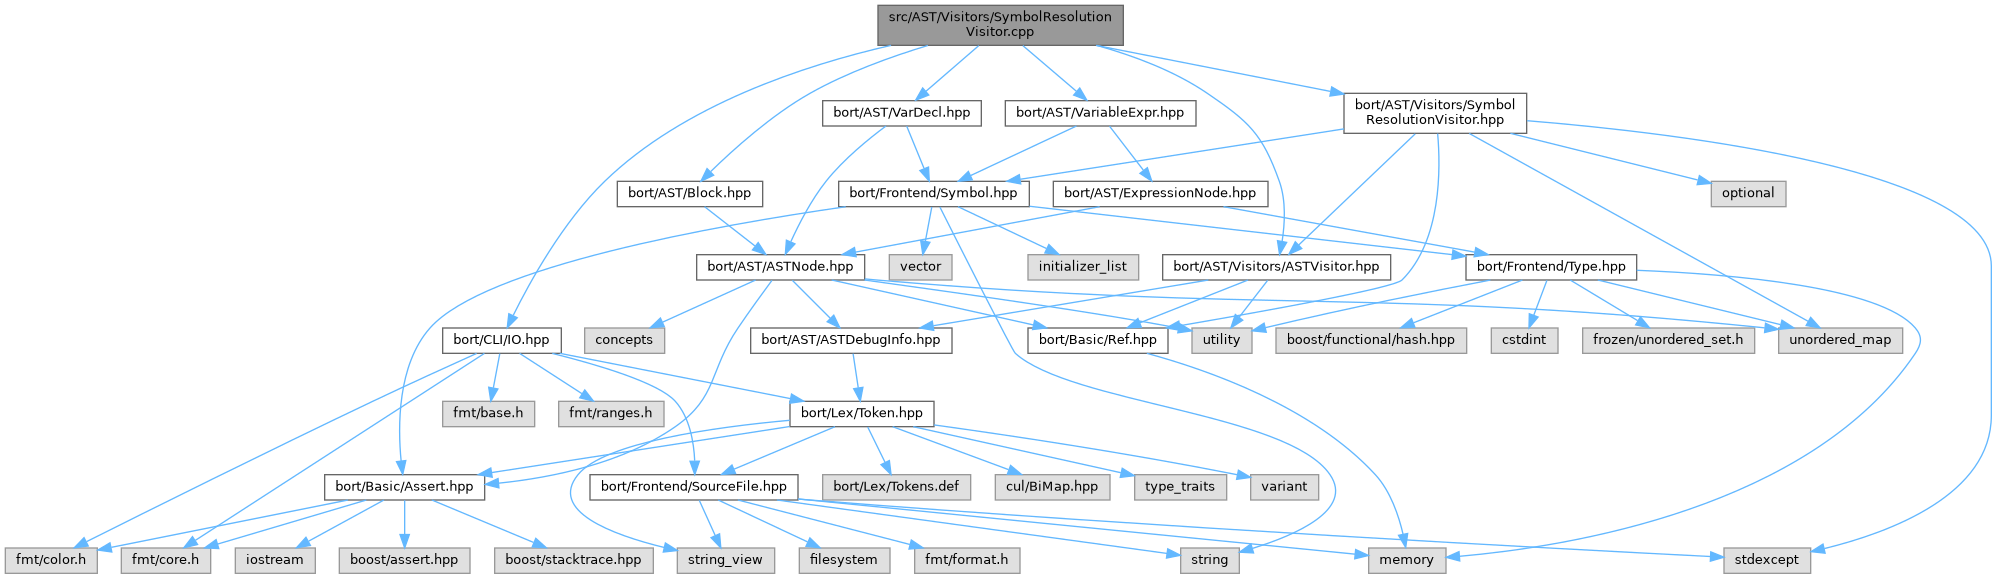 src/AST/Visitors/SymbolResolution
Visitor.cpp
bort/AST/VarDecl.hpp
bort/AST/VariableExpr.hpp
bort/AST/Visitors/Symbol
ResolutionVisitor.hpp
bort/AST/Block.hpp
bort/Frontend/Symbol.hpp
bort/AST/ExpressionNode.hpp
optional
bort/AST/ASTNode.hpp
vector
initializer_list
bort/AST/Visitors/ASTVisitor.hpp
bort/Frontend/Type.hpp
bort/CLI/IO.hpp
concepts
bort/AST/ASTDebugInfo.hpp
bort/Basic/Ref.hpp
utility
boost/functional/hash.hpp
cstdint
frozen/unordered_set.h
unordered_map
fmt/base.h
fmt/ranges.h
bort/Lex/Token.hpp
bort/Basic/Assert.hpp
bort/Frontend/SourceFile.hpp
bort/Lex/Tokens.def
cul/BiMap.hpp
type_traits
variant
fmt/color.h
fmt/core.h
iostream
boost/assert.hpp
boost/stacktrace.hpp
string_view
filesystem
fmt/format.h
string
memory
stdexcept